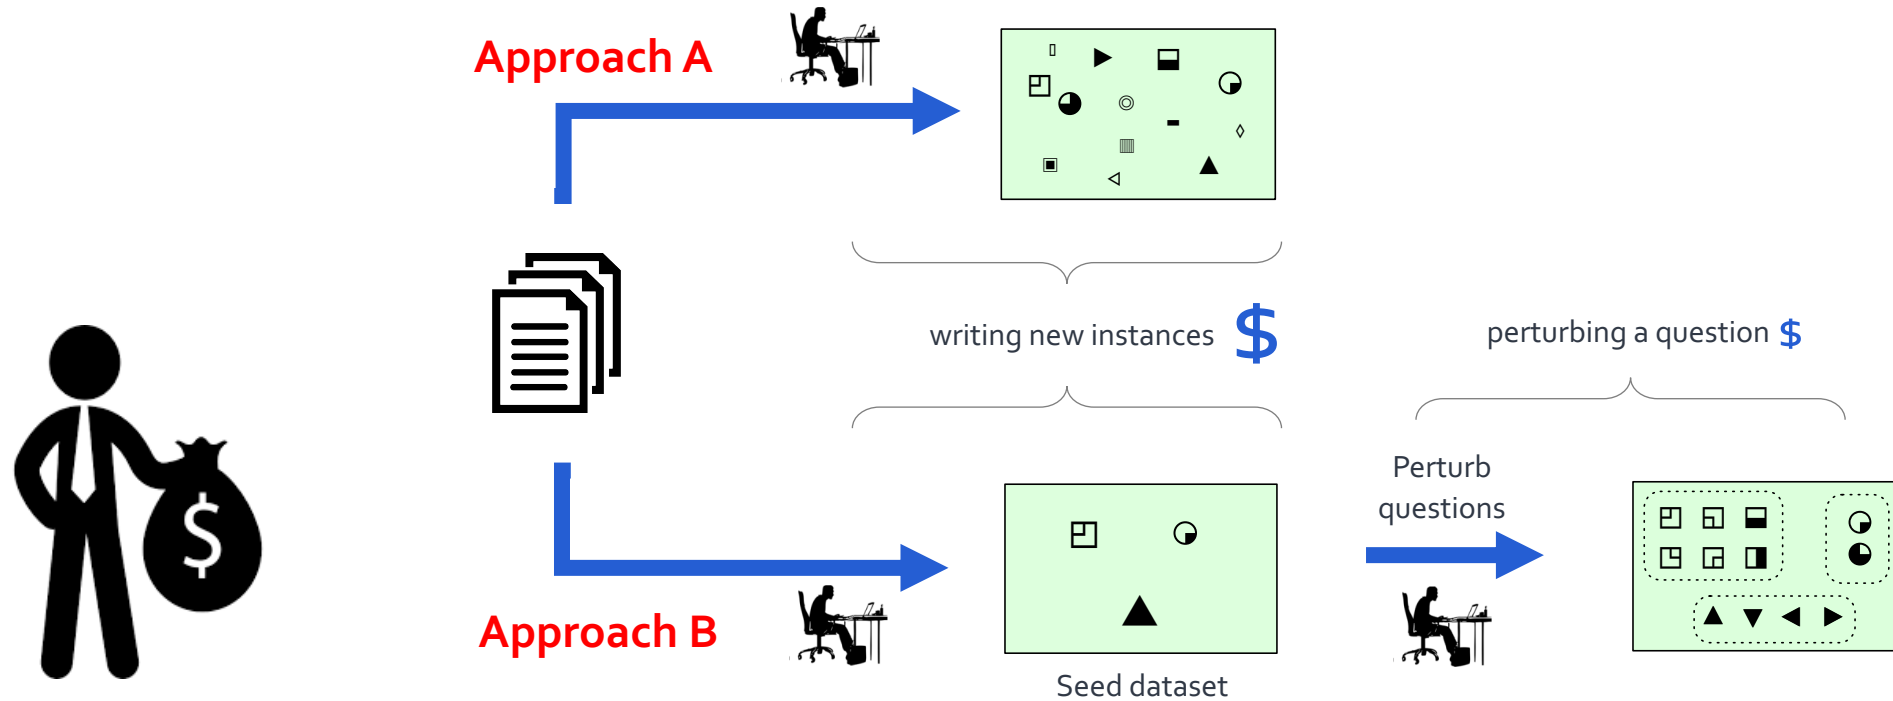 Approach A
writing new instances $
perturbing a question $
$
Perturb
questions
Approach B
Seed dataset